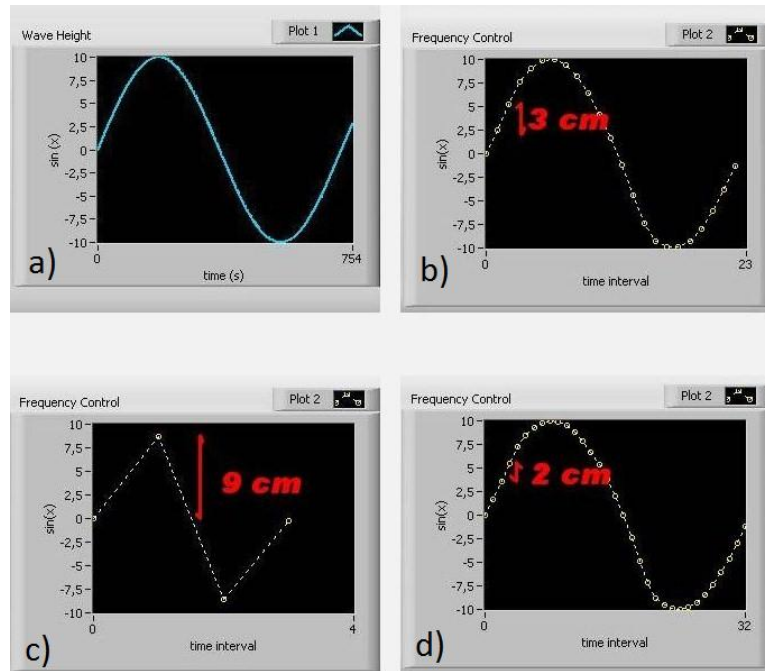 Wave Height
Plot 1
10
7,5
5
2,5
0
-2,5
-5
-7,5
-10
sin (x)
0
754
time (s)
a)
Frequency Control
Plot 2
10
7,5
5
2,5
0
-2,5
-5
-7,5
-10
sin(x)
3 cm
0
23
time interval
b)
Frequency Control
Plot 2
10
7,5
5
2,5
0
-2,5
-5
-7,5
-10
sin(x)
9 cm
0
4
time interval
c)
Frequency Control
Plot 2
10
7,5
5
2,5
0
-2,5
-5
-7,5
-10
sin(x)
2 cm
0
32
time interval
d)